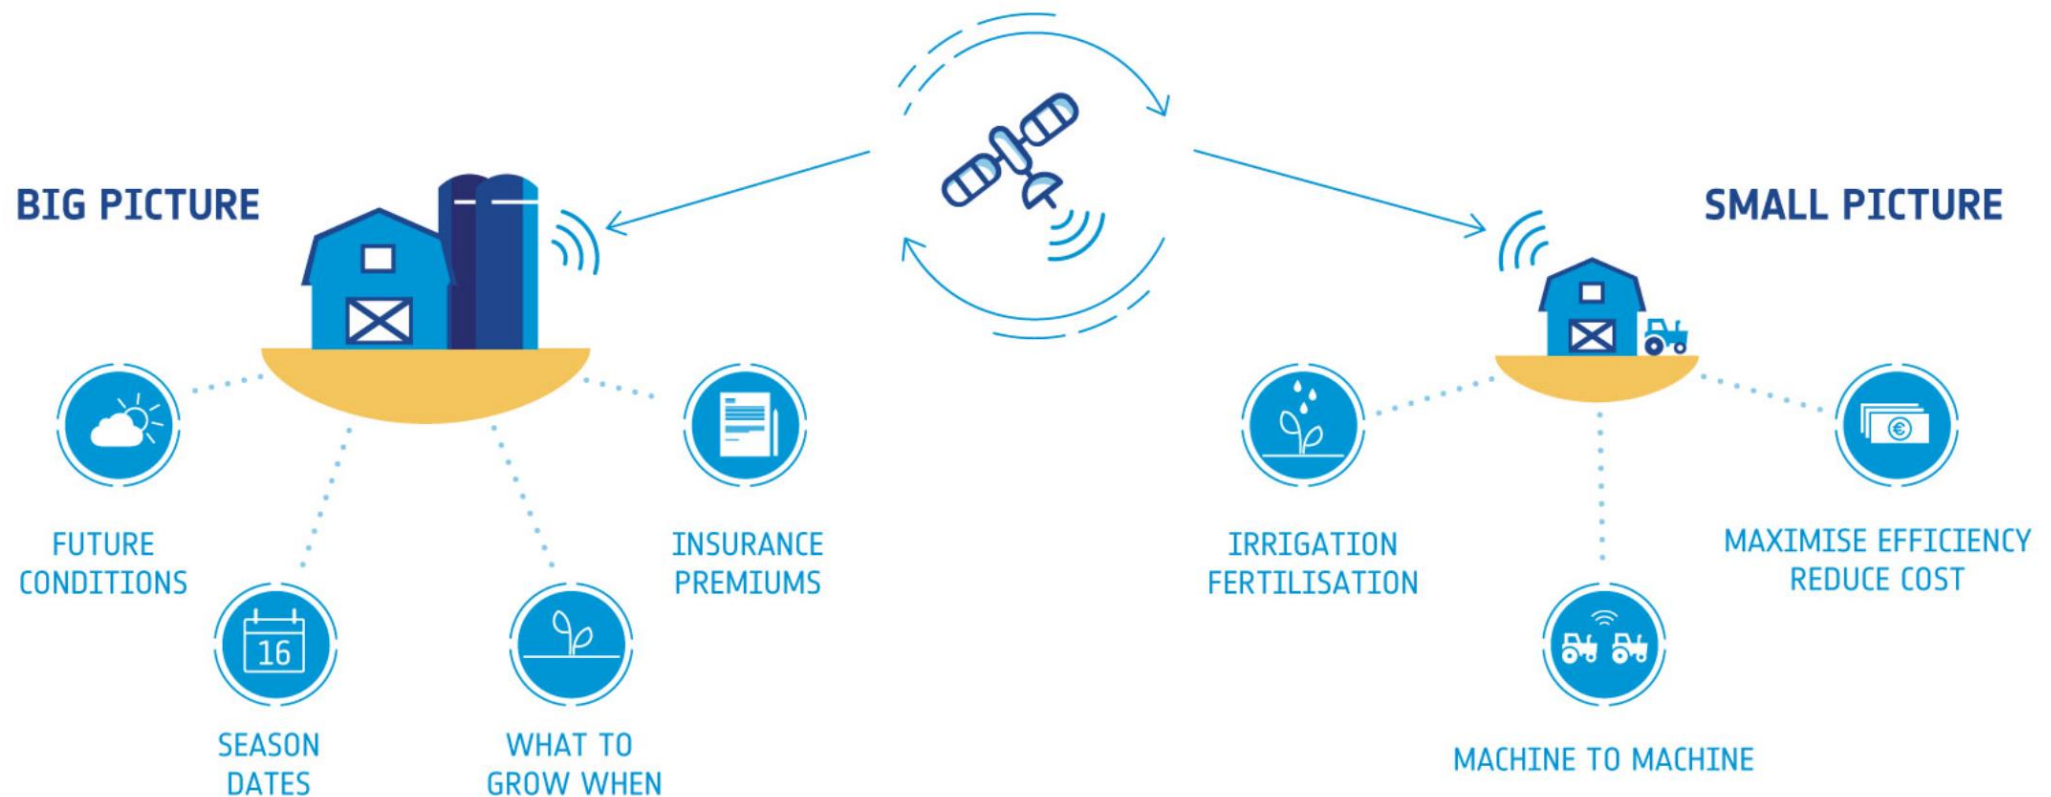 BIG PICTURE
SMALL PICTURE
FUTURE
CONDITIONS
INSURANCE
PREMIUMS
16
SEASON
DATES
WHAT TO
GROW WHEN
IRRIGATION
FERTILISATION
€
MAXIMISE EFFICIENCY
REDUCE COST
MACHINE TO MACHINE